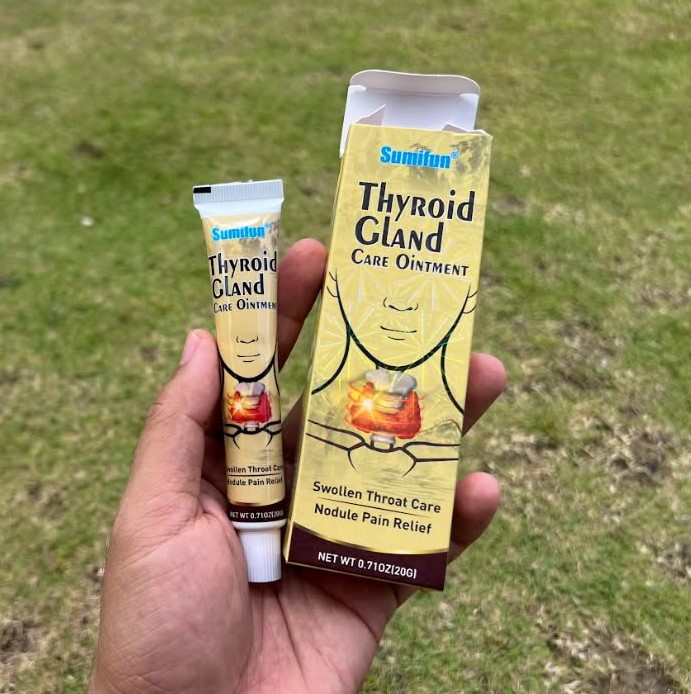 Sumifun®
Thyroid
Gland
Care Ointment
Swollen Throat Care
Nodule Pain Relief
NET WT 0.71OZ(20G)
Sumifun®
Thyroid
Gland
Care Ointment
Swollen Throat Care
Nodule Pain Relief
NET WT 0.71OZ(20G)